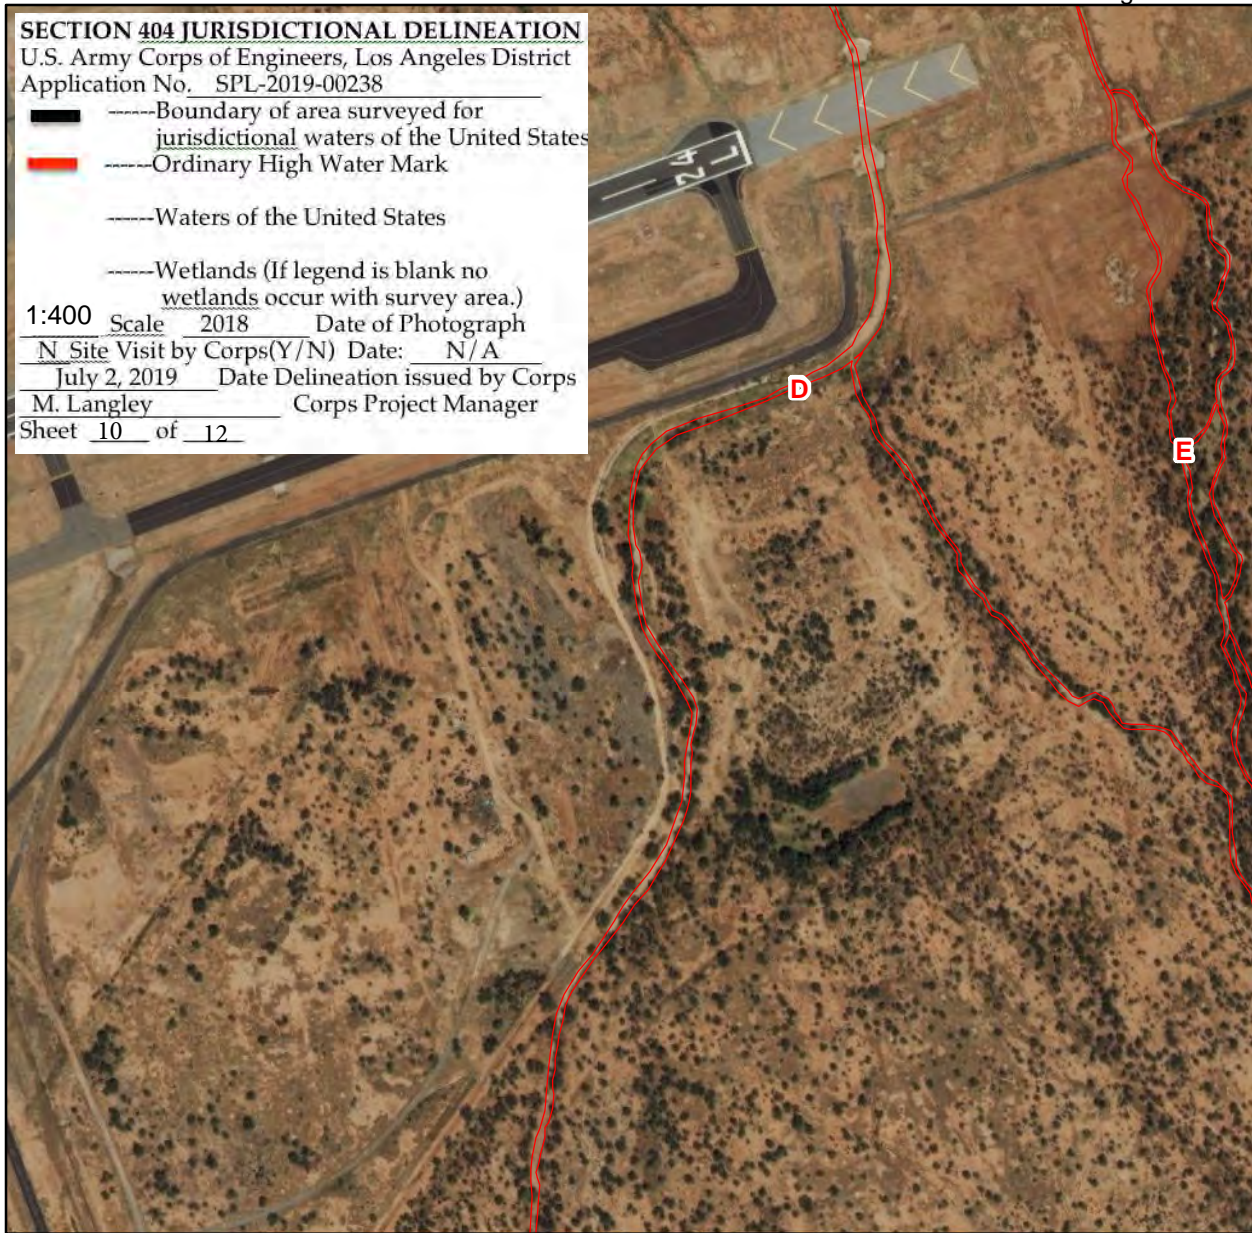 SECTION 404 JURISDICTIONAL DELINEATION
U.S. Army Corps of Engineers, Los Angeles District
Application No. SPL-2019-00238
------Boundary of area surveyed for
jurisdictional waters of the United States
------Ordinary High Water Mark
------Waters of the United States
------Wetlands (If legend is blank no
wetlands occur with survey area.)
1:400 Scale 2018 Date of Photograph
N Site Visit by Corps(Y/N) Date: N/A
July 2, 2019 Date Delineation issued by Corps
M. Langley Corps Project Manager
Sheet 10 of 12
24
L
D
E